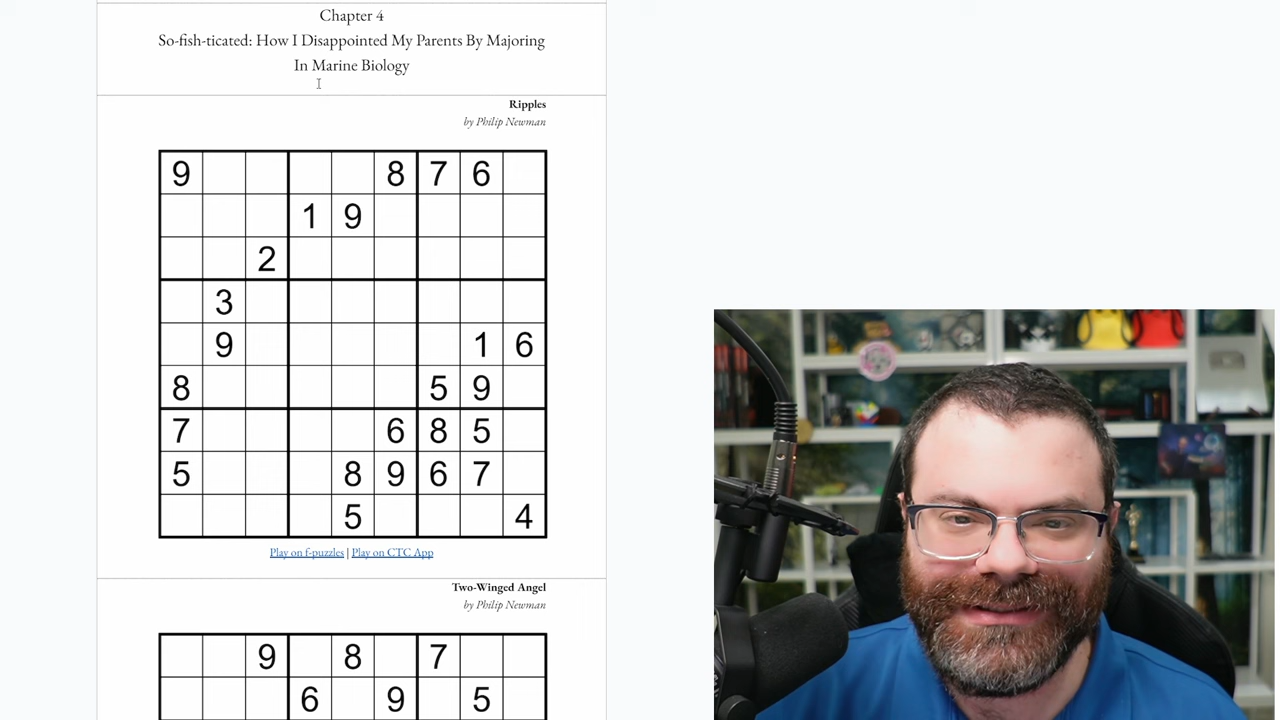 Chapter 4
So-fish-ticated: How I Disappointed My Parents By Majoring
In Marine Biology
Ripples
by Philip Newman
9 8 7 6
1 9
2
3
9 1 6
8 5 9
7 6 8 5
5 8 9 6 7
5 4
Play on f-puzzles | Play on CTC App
Two-Winged Angel
by Philip Newman
9 8 7
6 9 5